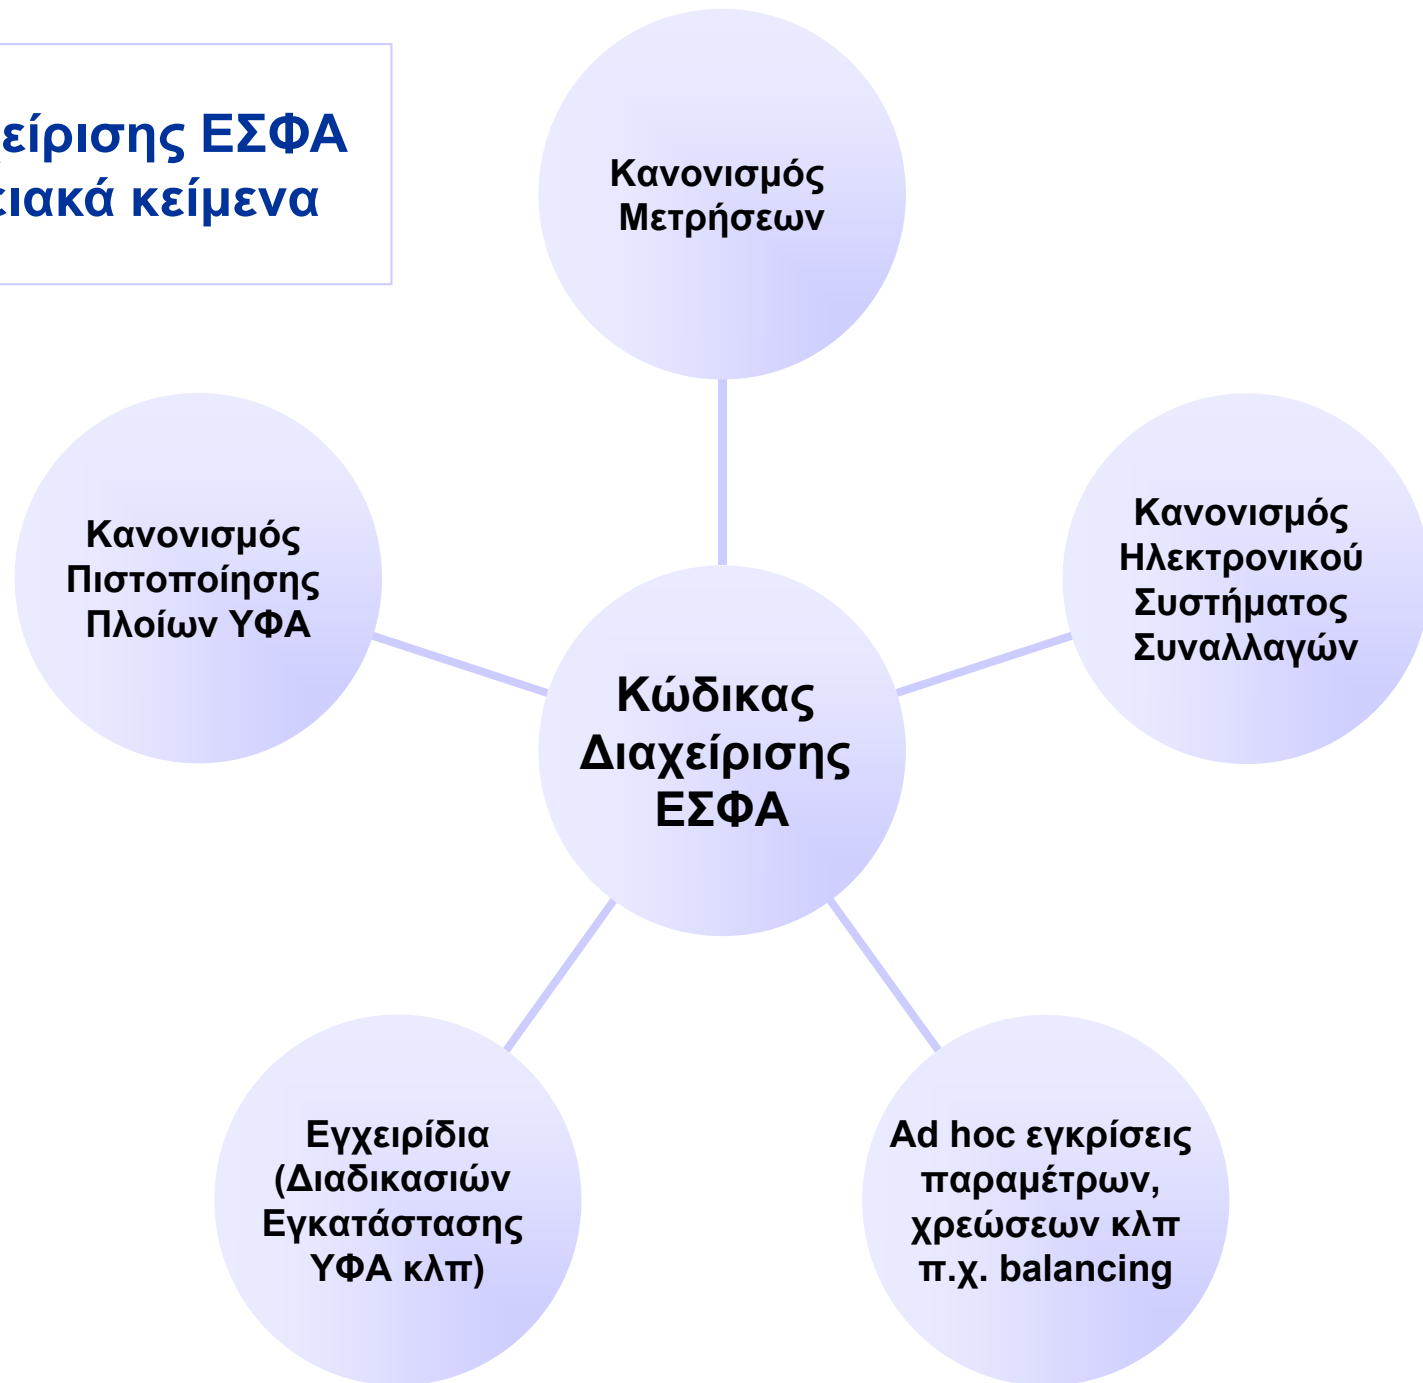 είρισης ΕΣΦΑ
ιακά κείμενα
Κανονισμός
Μετρήσεων
Κανονισμός
Πιστοποίησης
Πλοίων ΥΦΑ
Κανονισμός
Ηλεκτρονικού
Συστήματος
Συναλλαγών
Κώδικας
Διαχείρισης
ΕΣΦΑ
Εγχειρίδια
(Διαδικασιών
Εγκατάστασης
ΥΦΑ κλπ)
Ad hoc εγκρίσεις
παραμέτρων,
χρεώσεων κλπ
π.χ. balancing